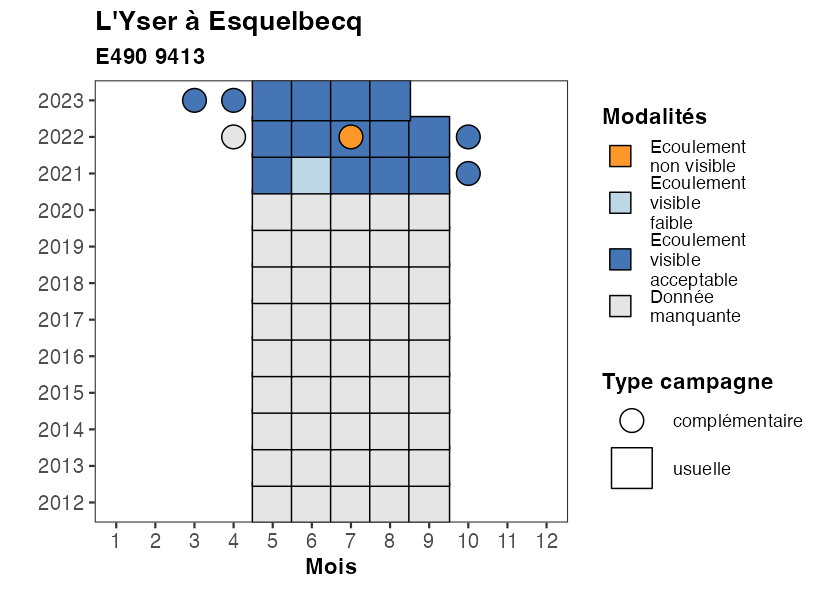 L'Yser à Esquelbecq
E490 9413
2023
2022
2021
2020
2019
2018
2017
2016
2015
2014
2013
2012
1 2 3 4 5 6 7 8 9 10 11 12
Mois
Modalités
Ecoulement
non visible
Ecoulement
visible
faible
Ecoulement
visible
acceptable
Donnée
manquante
Type campagne
complémentaire
usuelle